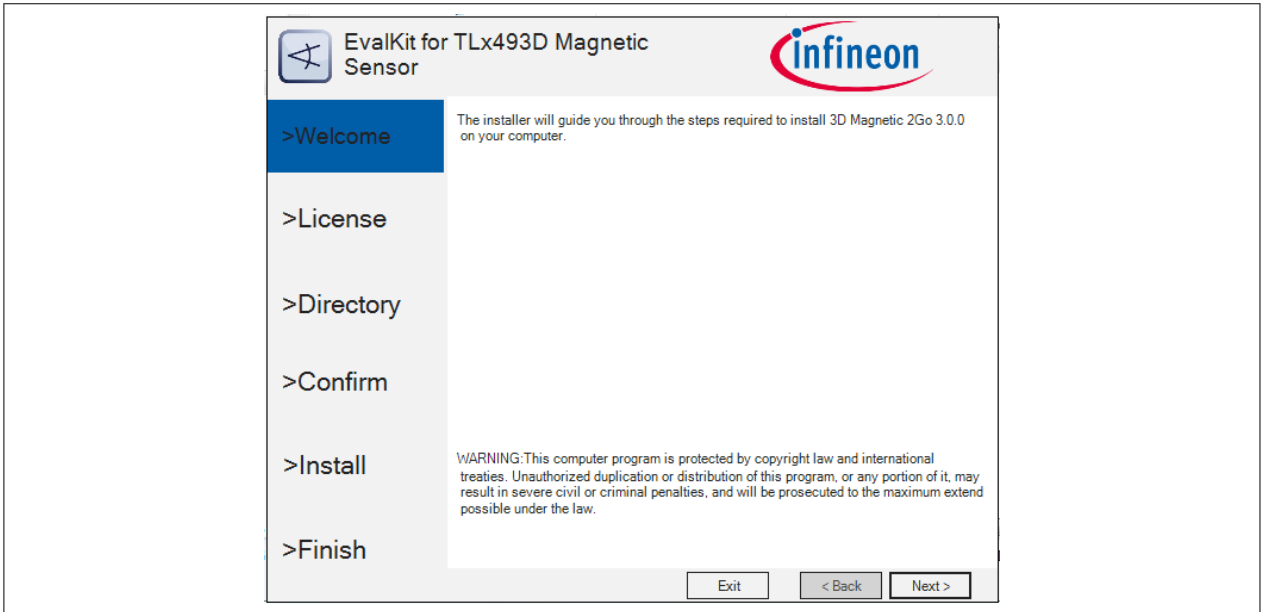 EvalKit for TLx493D Magnetic
Sensor
infineon
>Welcome
The installer will guide you through the steps required to install 3D Magnetic 2Go 3.0.0
on your computer.
>License
>Directory
>Confirm
>Install
WARNING:This computer program is protected by copyright law and international
treaties. Unauthorized duplication or distribution of this program, or any portion of it, may
result in severe civil or criminal penalties, and will be prosecuted to the maximum extend
possible under the law.
>Finish
Exit
< Back
Next >